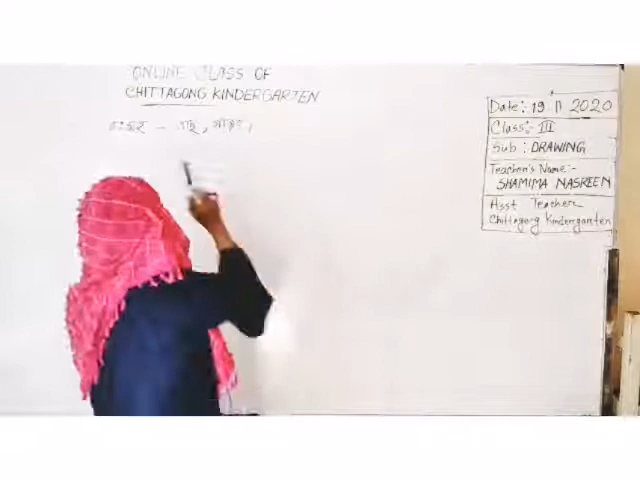 ONLINE CLASS OF
CHITTAGONG KINDERGARTEN
Date: 19 11 2020
Class:- III
Sub : DRAWING
Teacher's Name:-
SHAMIMA NASREEN
Asst Teacher
Chittagong Kindergarten